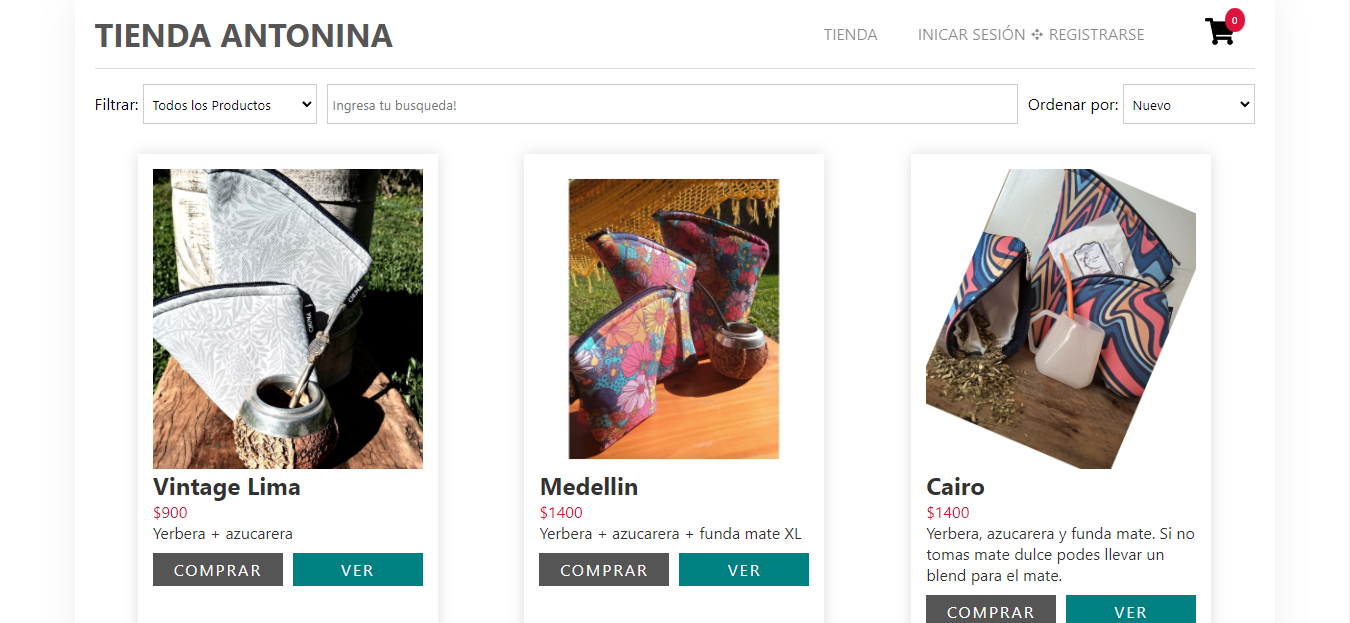 TIENDA ANTONINA
TIENDA
INICAR SESIÓN ✣ REGISTRARSE
0
Filtrar:
Todos los Productos
Ingresa tu busqueda!
Ordenar por:
Nuevo
CHINA
CHINA
Vintage Lima
$900
Yerbera + azucarera
COMPRAR
VER
Medellin
$1400
Yerbera + azucarera + funda mate XL
COMPRAR
VER
Cairo
$1400
Yerbera, azucarera y funda mate. Si no
tomas mate dulce podes llevar un
blend para el mate.
COMPRAR
VER